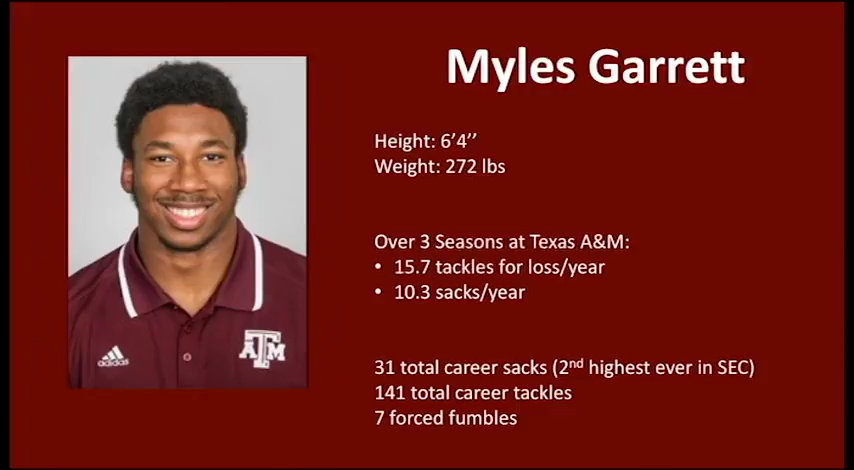 Myles Garrett
Height: 6’4’’
Weight: 272 lbs
Over 3 Seasons at Texas A&M:
• 15.7 tackles for loss/year
• 10.3 sacks/year
adidas
ATM
31 total career sacks (2nd highest ever in SEC)
141 total career tackles
7 forced fumbles